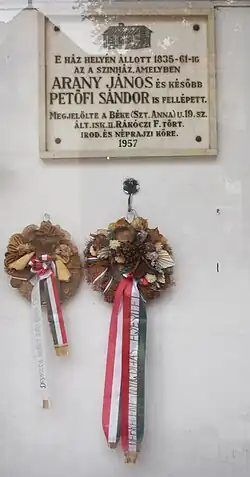 E HÁZ HELYÉN ÁLLOTT 1835-61-IG
AZ A SZINHÁZ, AMELYBEN
ARANY JÁNOS ÉS KÉSŐBB
PETŐFI SÁNDOR IS FELLÉPETT.
MEGJELÖLTE A BÉKE (SZT. ANNA) U. 19. SZ.
ÁLT. ISK. II. RÁKÓCZI F. TÖRT.
IROD. ÉS NÉPRAJZI KÖRE.
1957